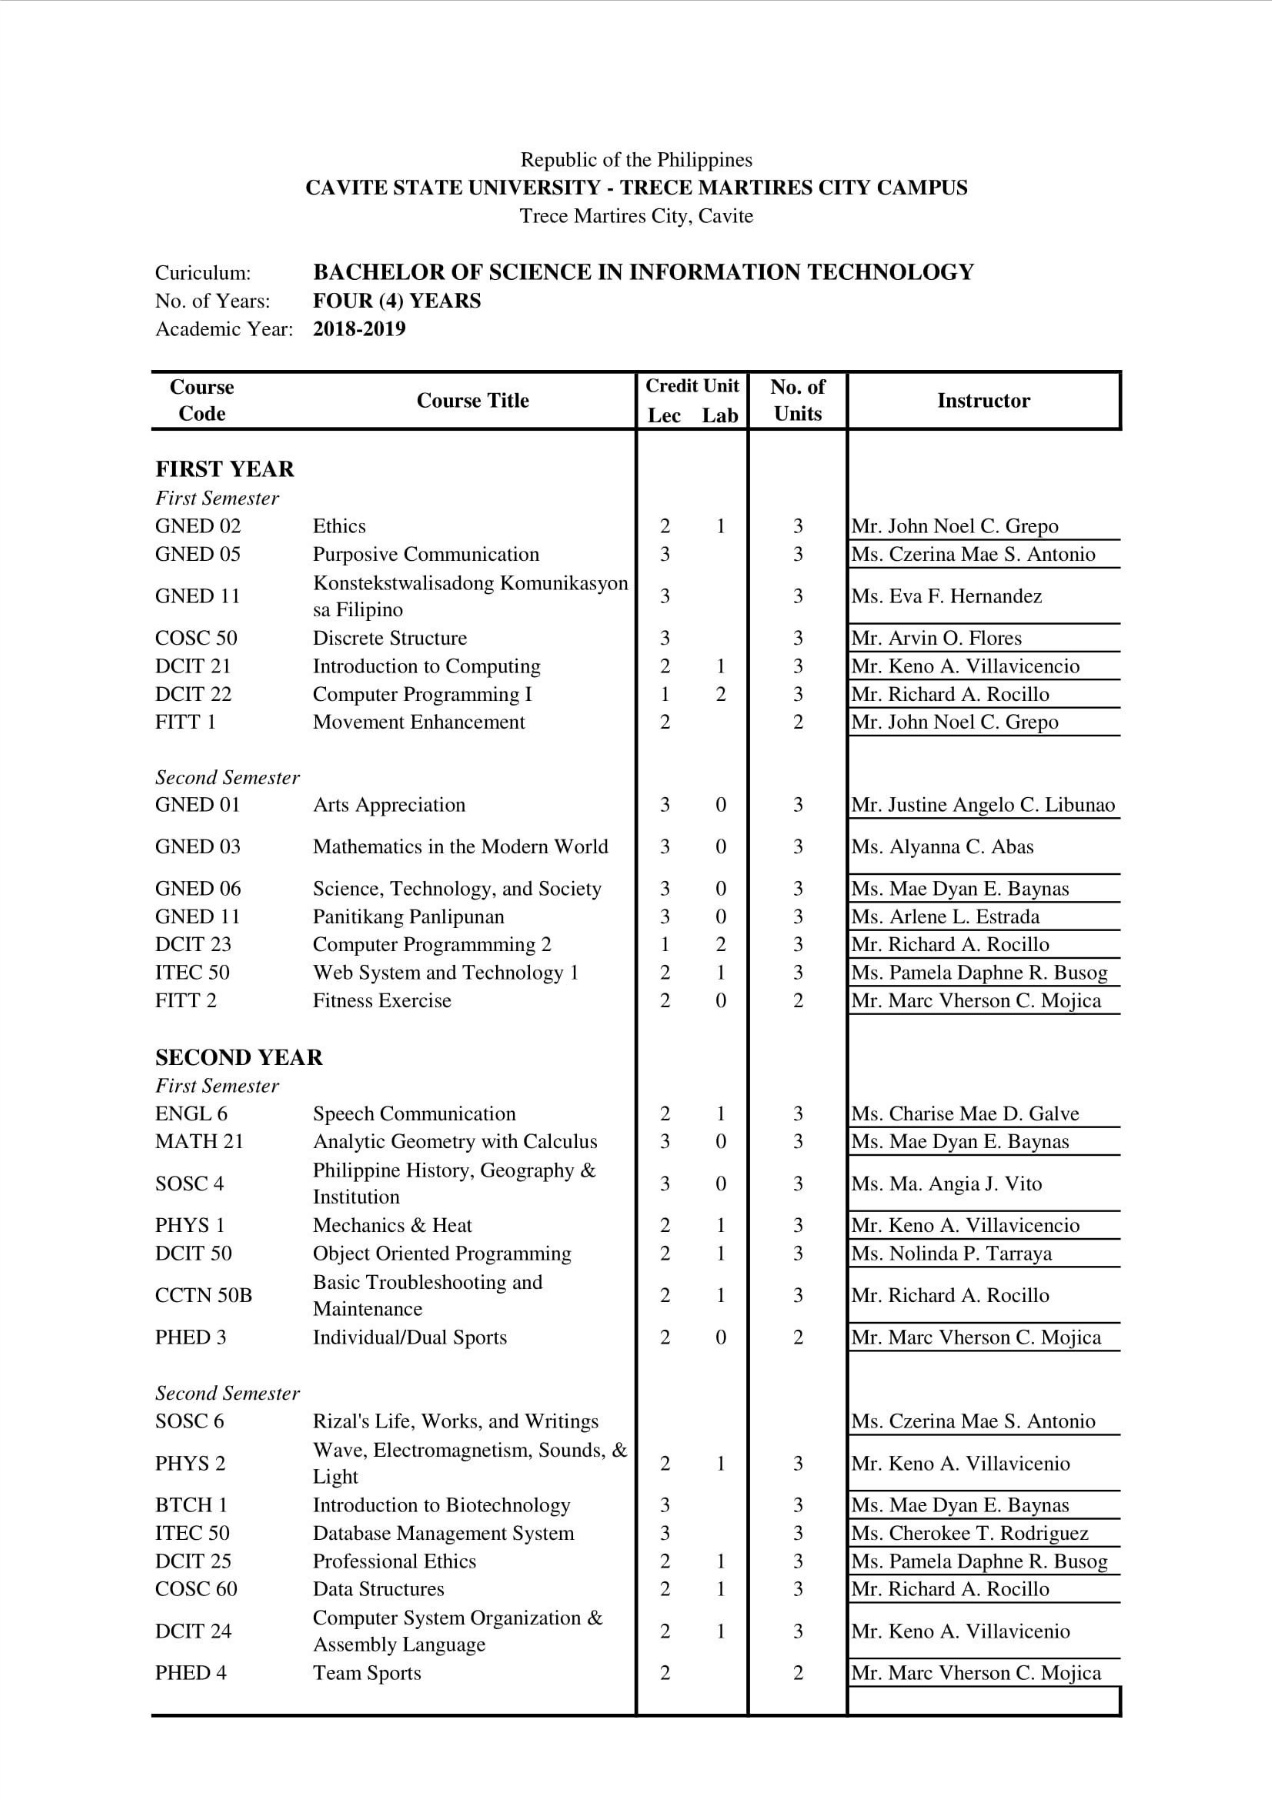 Republic of the Philippines
CAVITE STATE UNIVERSITY - TRECE MARTIRES CITY CAMPUS
Trece Martires City, Cavite
Curiculum: BACHELOR OF SCIENCE IN INFORMATION TECHNOLOGY
No. of Years: FOUR (4) YEARS
Academic Year: 2018-2019
Course Code Course Title Credit Unit Lec Lab No. of Units Instructor
FIRST YEAR
First Semester
GNED 02 Ethics 2 1 3 Mr. John Noel C. Grepo
GNED 05 Purposive Communication 3 3 Ms. Czerina Mae S. Antonio
GNED 11 Konstekstwalisadong Komunikasyon sa Filipino 3 3 Ms. Eva F. Hernandez
COSC 50 Discrete Structure 3 3 Mr. Arvin O. Flores
DCIT 21 Introduction to Computing 2 1 3 Mr. Keno A. Villavicencio
DCIT 22 Computer Programming I 1 2 3 Mr. Richard A. Rocillo
FITT 1 Movement Enhancement 2 2 Mr. John Noel C. Grepo
Second Semester
GNED 01 Arts Appreciation 3 0 3 Mr. Justine Angelo C. Libunao
GNED 03 Mathematics in the Modern World 3 0 3 Ms. Alyanna C. Abas
GNED 06 Science, Technology, and Society 3 0 3 Ms. Mae Dyan E. Baynas
GNED 11 Panitikang Panlipunan 3 0 3 Ms. Arlene L. Estrada
DCIT 23 Computer Programmming 2 1 2 3 Mr. Richard A. Rocillo
ITEC 50 Web System and Technology 1 2 1 3 Ms. Pamela Daphne R. Busog
FITT 2 Fitness Exercise 2 0 2 Mr. Marc Vherson C. Mojica
SECOND YEAR
First Semester
ENGL 6 Speech Communication 2 1 3 Ms. Charise Mae D. Galve
MATH 21 Analytic Geometry with Calculus 3 0 3 Ms. Mae Dyan E. Baynas
SOSC 4 Philippine History, Geography & Institution 3 0 3 Ms. Ma. Angia J. Vito
PHYS 1 Mechanics & Heat 2 1 3 Mr. Keno A. Villavicencio
DCIT 50 Object Oriented Programming 2 1 3 Ms. Nolinda P. Tarraya
CCTN 50B Basic Troubleshooting and Maintenance 2 1 3 Mr. Richard A. Rocillo
PHED 3 Individual/Dual Sports 2 0 2 Mr. Marc Vherson C. Mojica
Second Semester
SOSC 6 Rizal's Life, Works, and Writings Ms. Czerina Mae S. Antonio
PHYS 2 Wave, Electromagnetism, Sounds, & Light 2 1 3 Mr. Keno A. Villavicenio
BTCH 1 Introduction to Biotechnology 3 3 Ms. Mae Dyan E. Baynas
ITEC 50 Database Management System 3 3 Ms. Cherokee T. Rodriguez
DCIT 25 Professional Ethics 2 1 3 Ms. Pamela Daphne R. Busog
COSC 60 Data Structures 2 1 3 Mr. Richard A. Rocillo
DCIT 24 Computer System Organization & Assembly Language 2 1 3 Mr. Keno A. Villavicenio
PHED 4 Team Sports 2 2 Mr. Marc Vherson C. Mojica